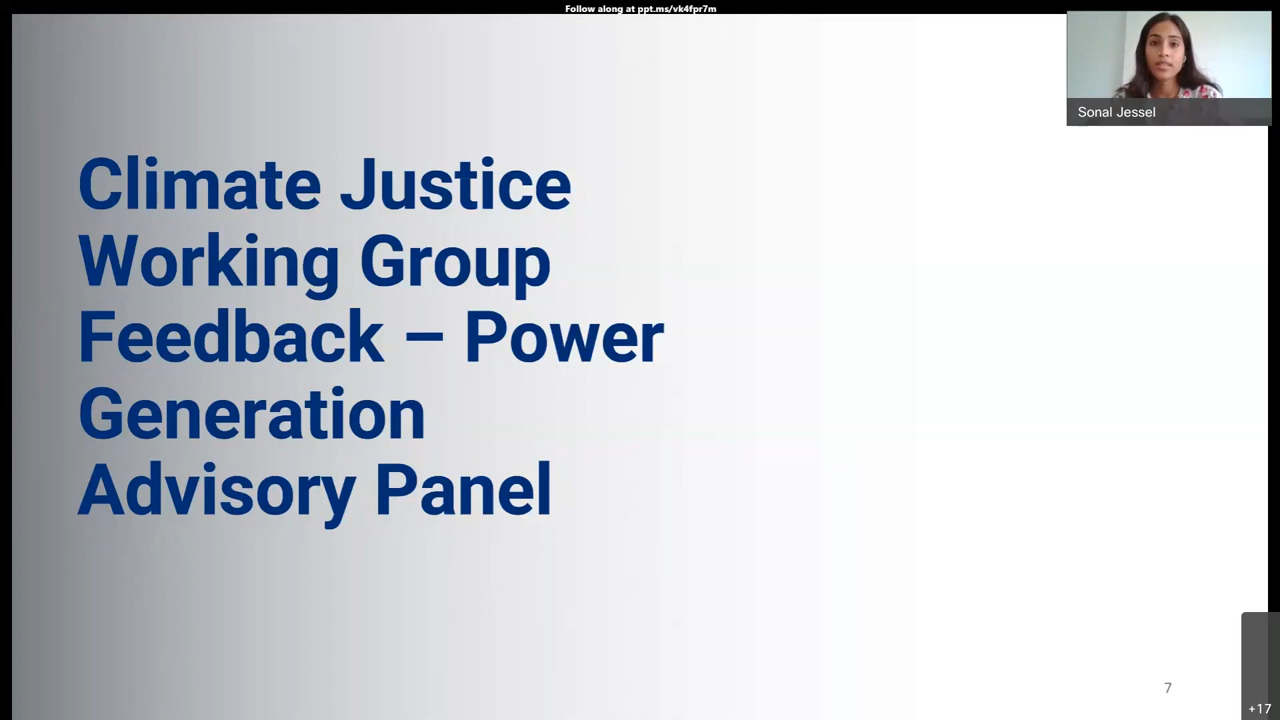 Follow along at ppt.ms/vk4fpr7m
Sonal Jessel
Climate Justice
Working Group
Feedback – Power
Generation
Advisory Panel
7
+17